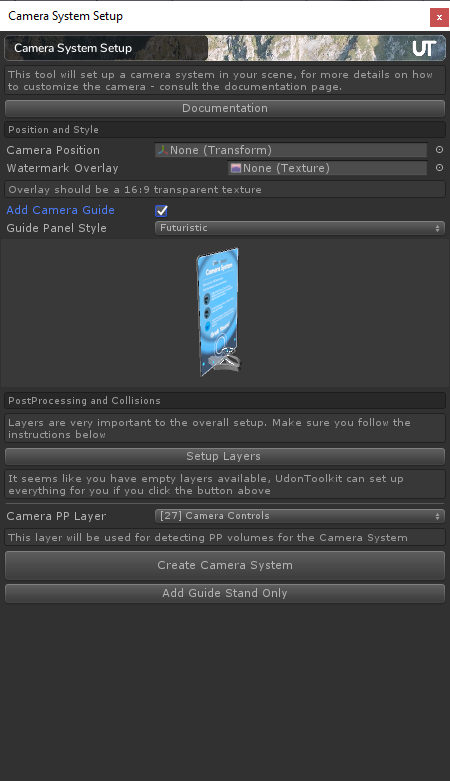 Camera System Setup
x
Camera System Setup
UT
This tool will set up a camera system in your scene, for more details on how
to customize the camera - consult the documentation page.
Documentation
Position and Style
Camera Position
None (Transform)
Watermark Overlay
None (Texture)
Overlay should be a 16:9 transparent texture
Add Camera Guide
Guide Panel Style
Futuristic
Camera System
PostProcessing and Collisions
Layers are very important to the overall setup. Make sure you follow the
instructions below
Setup Layers
It seems like you have empty layers available, UdonToolkit can set up
everything for you if you click the button above
Camera PP Layer
[27] Camera Controls
This layer will be used for detecting PP volumes for the Camera System
Create Camera System
Add Guide Stand Only